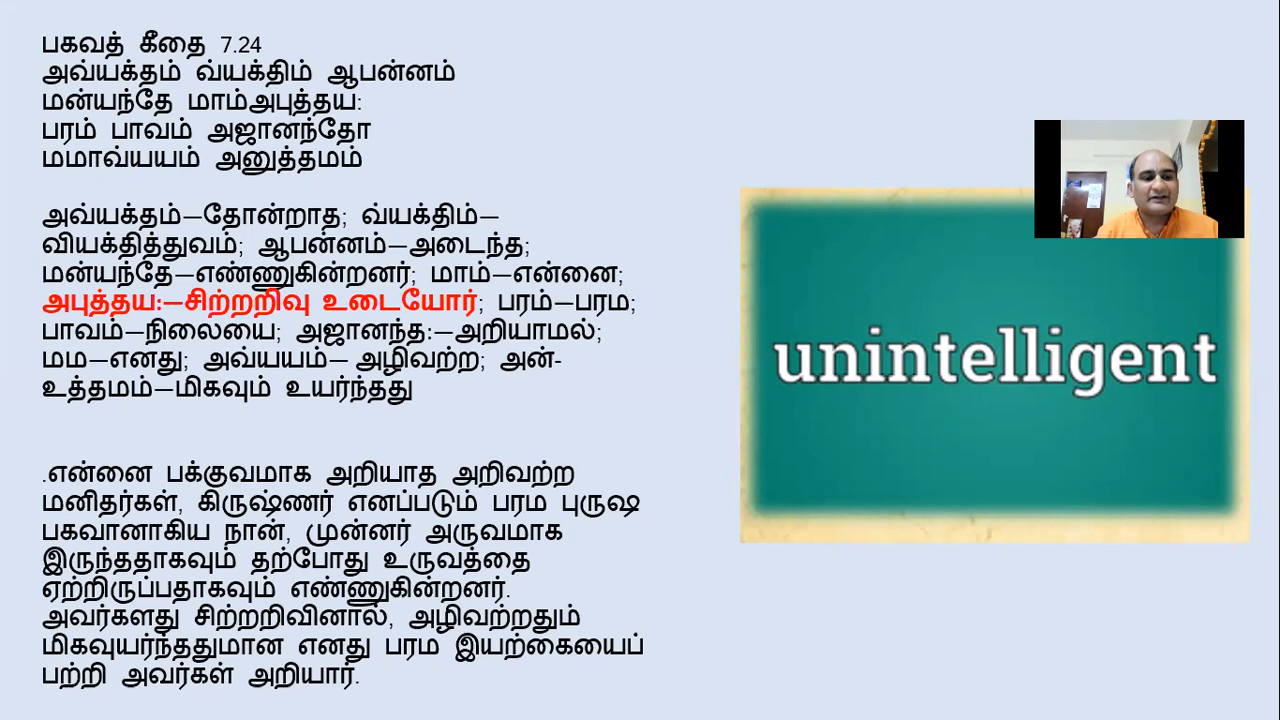 பகவத் கீதை 7.24
அவ்யக்தம் வ்யக்திம் ஆபன்னம்
மன்யந்தே மாம்அபுத்தய:
பரம் பாவம் அஜானந்தோ
மமாவ்யயம் அனுத்தமம்
அவ்யக்தம்—தோன்றாத; வ்யக்திம்—
வியக்தித்துவம்; ஆபன்னம்—அடைந்த;
மன்யந்தே—எண்ணுகின்றனர்; மாம்—என்னை;
அபுத்தய:—சிற்றறிவு உடையோர்; பரம்—பரம;
பாவம்—நிலையை; அஜானந்த:—அறியாமல்;
மம—எனது; அவ்யயம்— அழிவற்ற; அன்-
உத்தமம்—மிகவும் உயர்ந்தது
.என்னை பக்குவமாக அறியாத அறிவற்ற
மனிதர்கள், கிருஷ்ணர் எனப்படும் பரம புருஷ
பகவானாகிய நான், முன்னர் அருவமாக
இருந்ததாகவும் தற்போது உருவத்தை
ஏற்றிருப்பதாகவும் எண்ணுகின்றனர்.
அவர்களது சிற்றறிவினால், அழிவற்றதும்
மிகவுயர்ந்ததுமான எனது பரம இயற்கையைப்
பற்றி அவர்கள் அறியார்.
unintelligent